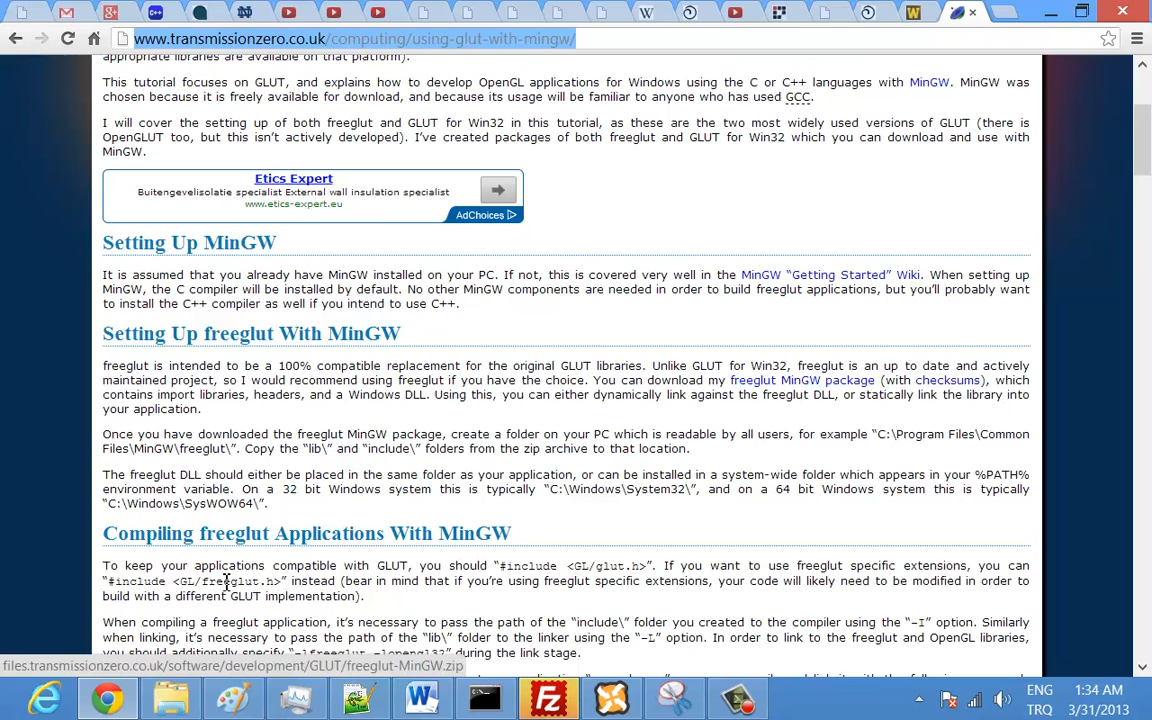 www.transmissionzero.co.uk/computing/using-glut-with-mingw/
appropriate libraries are available on that platform).
This tutorial focuses on GLUT, and explains how to develop OpenGL applications for Windows using the C or C++ languages with MinGW. MinGW was
chosen because it is freely available for download, and because its usage will be familiar to anyone who has used GCC.
I will cover the setting up of both freeglut and GLUT for Win32 in this tutorial, as these are the two most widely used versions of GLUT (there is
OpenGLUT too, but this isn't actively developed). I've created packages of both freeglut and GLUT for Win32 which you can download and use with
MinGW.
Etics Expert
Buitengevelisolatie specialist External wall insulation specialist
www.etics-expert.eu
AdChoices
Setting Up MinGW
It is assumed that you already have MinGW installed on your PC. If not, this is covered very well in the MinGW “Getting Started” Wiki. When setting up
MinGW, the C compiler will be installed by default. No other MinGW components are needed in order to build freeglut applications, but you'll probably want
to install the C++ compiler as well if you intend to use C++.
Setting Up freeglut With MinGW
freeglut is intended to be a 100% compatible replacement for the original GLUT libraries. Unlike GLUT for Win32, freeglut is an up to date and actively
maintained project, so I would recommend using freeglut if you have the choice. You can download my freeglut MinGW package (with checksums), which
contains import libraries, headers, and a Windows DLL. Using this, you can either dynamically link against the freeglut DLL, or statically link the library into
your application.
Once you have downloaded the freeglut MinGW package, create a folder on your PC which is readable by all users, for example “C:\Program Files\Common
Files\MinGW\freeglut\”. Copy the “lib\” and “include\” folders from the zip archive to that location.
The freeglut DLL should either be placed in the same folder as your application, or can be installed in a system-wide folder which appears in your %PATH%
environment variable. On a 32 bit Windows system this is typically “C:\Windows\System32\”, and on a 64 bit Windows system this is typically
“C:\Windows\SysWOW64\”.
Compiling freeglut Applications With MinGW
To keep your applications compatible with GLUT, you should “#include <GL/glut.h>”. If you want to use freeglut specific extensions, you can
“#include <GL/freeglut.h>” instead (bear in mind that if you're using freeglut specific extensions, your code will likely need to be modified in order to
build with a different GLUT implementation).
When compiling a freeglut application, it's necessary to pass the path of the “include\” folder you created to the compiler using the “-I” option. Similarly
when linking, it's necessary to pass the path of the “lib\” folder to the linker using the “-L” option. In order to link to the freeglut and OpenGL libraries,
you should additionally specify “-lfreeglut -lopengl32” during the link stage.
files.transmissionzero.co.uk/software/development/GLUT/freeglut-MinGW.zip
ENG 1:34 AM
TRQ 3/31/2013